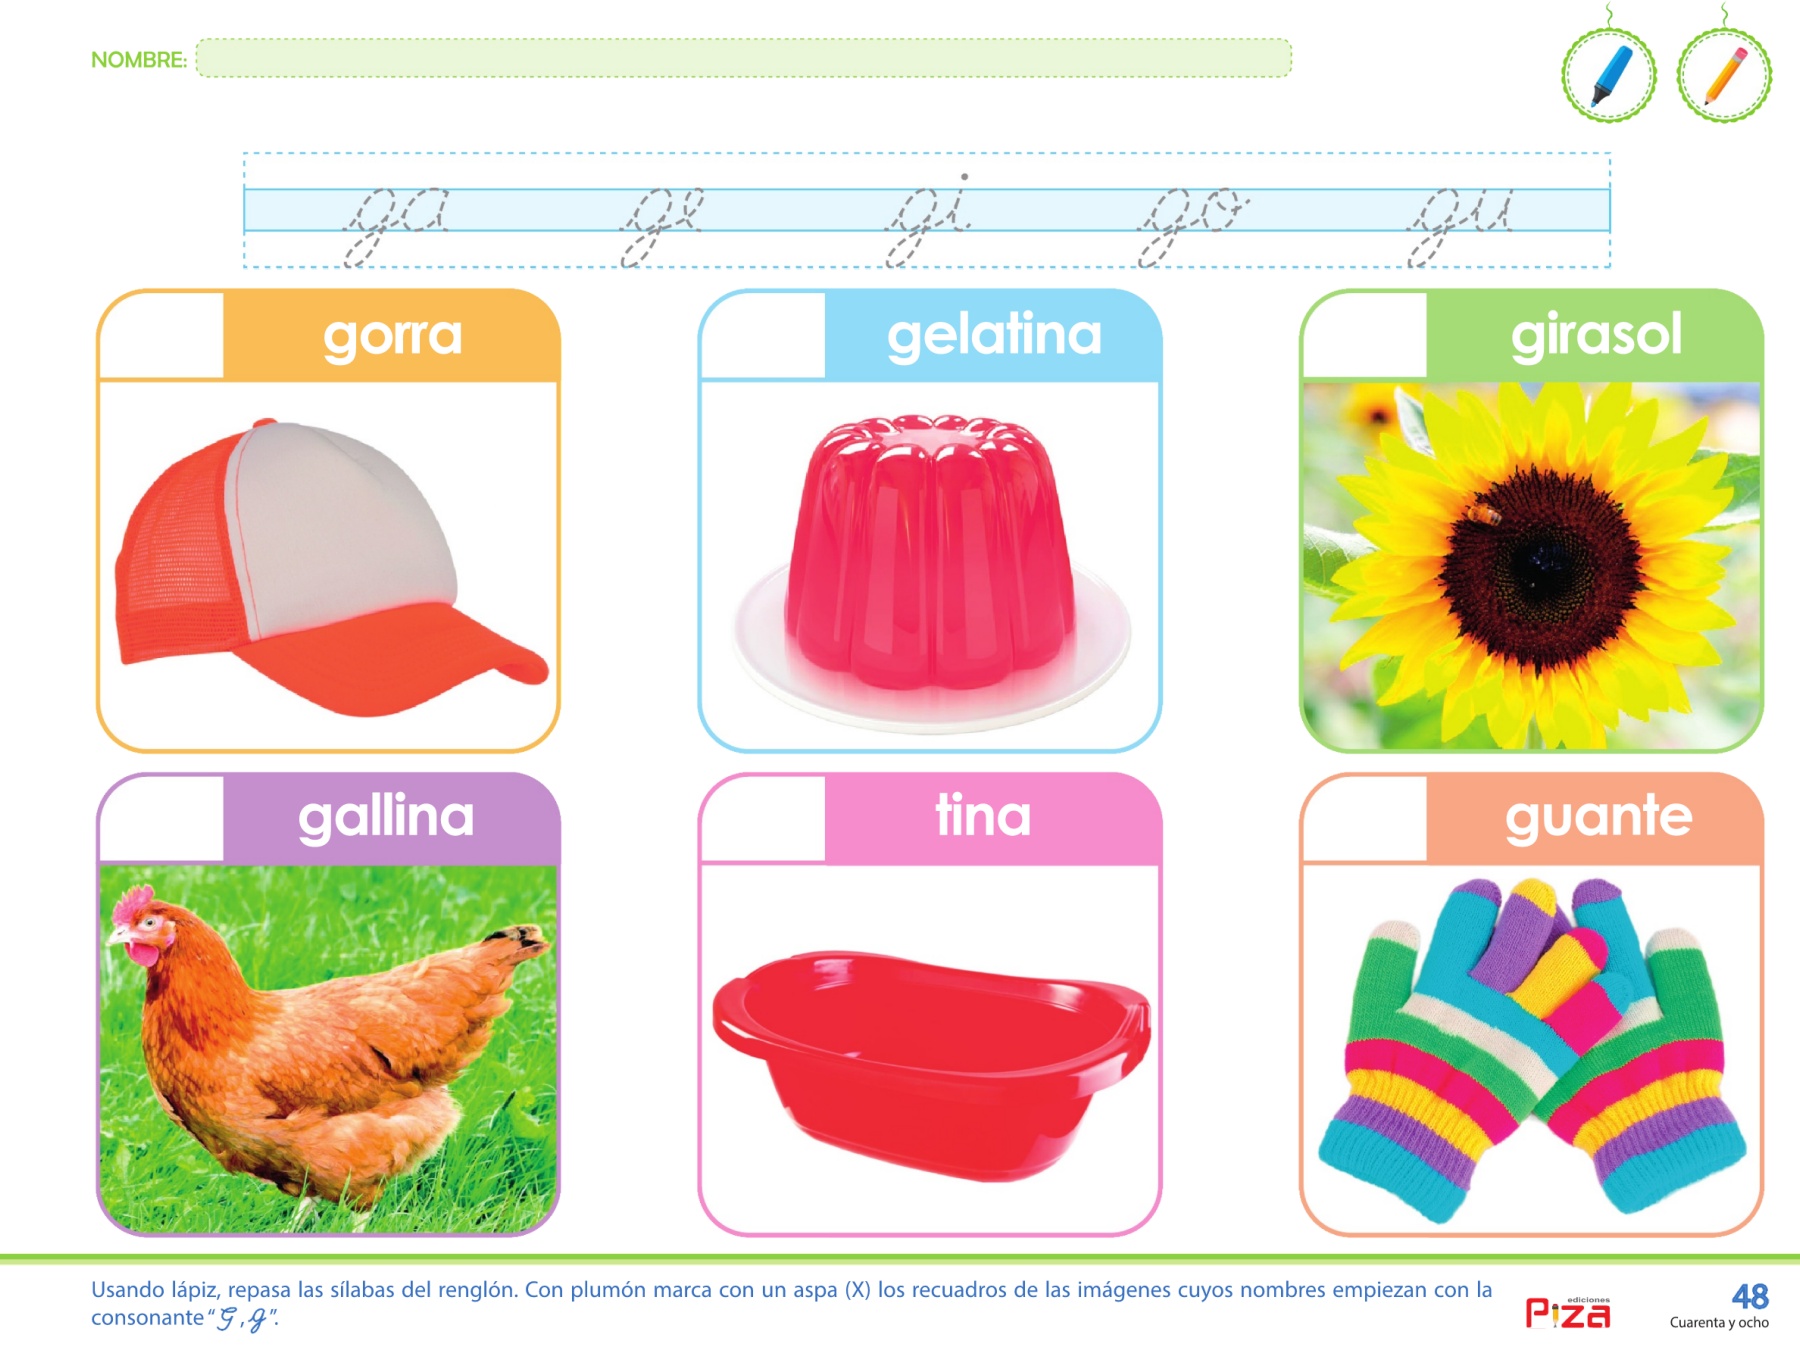 NOMBRE:
ga ge gi go gu
gorra
gelatina
girasol
gallina
tina
guante
Usando lápiz, repasa las sílabas del renglón. Con plumón marca con un aspa (X) los recuadros de las imágenes cuyos nombres empiezan con la
consonante “G, g”.
ediciones
Piza
48
Cuarenta y ocho